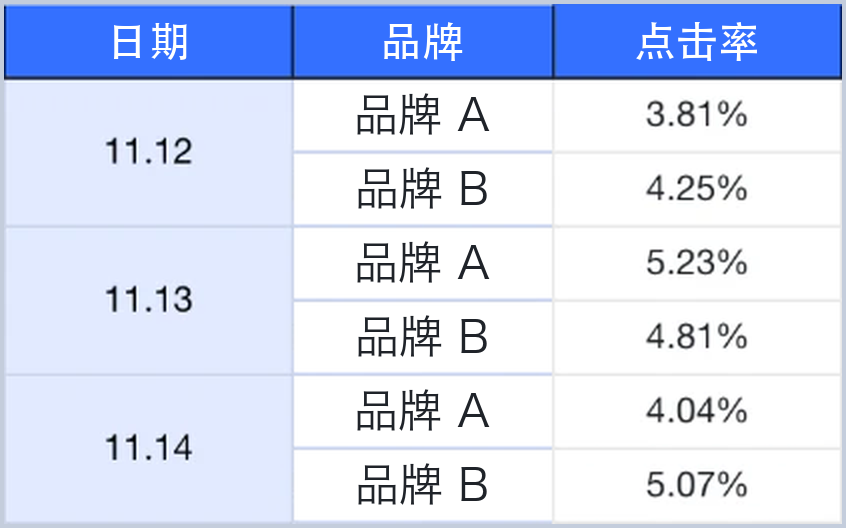 日期 品牌 点击率
11.12 品牌 A 3.81%
品牌 B 4.25%
11.13 品牌 A 5.23%
品牌 B 4.81%
11.14 品牌 A 4.04%
品牌 B 5.07%